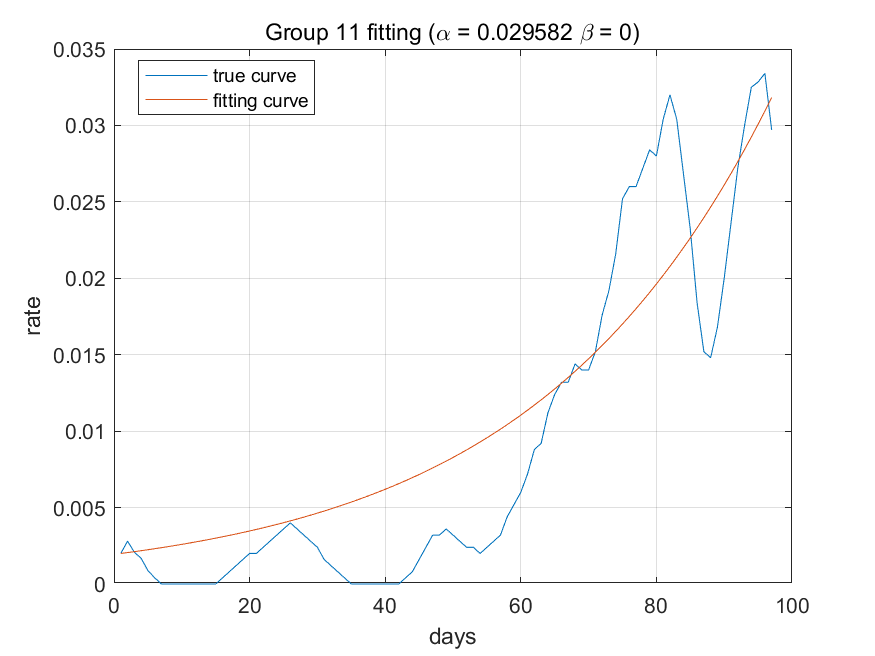 Group 11 fitting (α = 0.029582 β = 0)
true curve
fitting curve
0.035
0.03
0.025
0.02
0.015
0.01
0.005
0
rate
0 20 40 60 80 100
days